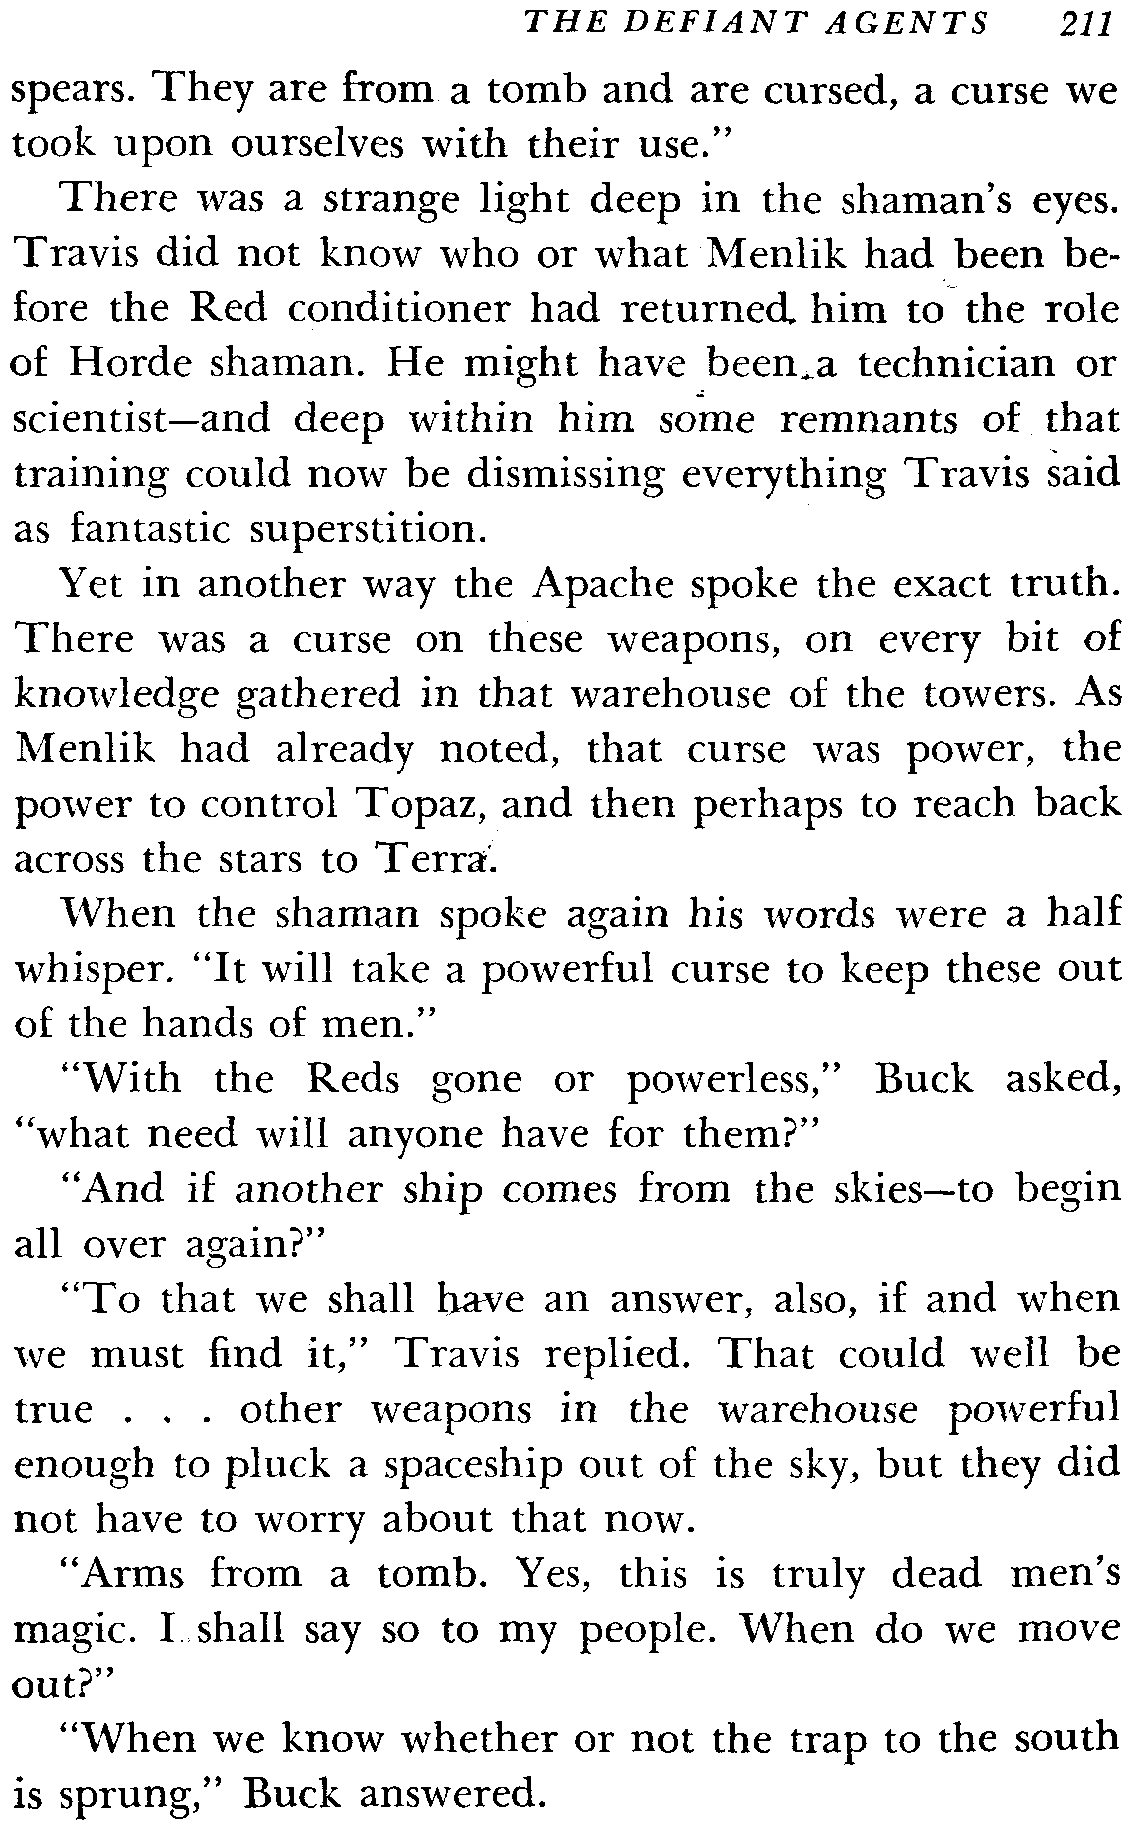 THE DEFIANT AGENTS 211
spears. They are from a tomb and are cursed, a curse we
took upon ourselves with their use."
There was a strange light deep in the shaman's eyes.
Travis did not know who or what Menlik had been be-
fore the Red conditioner had returned him to the role
of Horde shaman. He might have been a technician or
scientist—and deep within him some remnants of that
training could now be dismissing everything Travis said
as fantastic superstition.
Yet in another way the Apache spoke the exact truth.
There was a curse on these weapons, on every bit of
knowledge gathered in that warehouse of the towers. As
Menlik had already noted, that curse was power, the
power to control Topaz, and then perhaps to reach back
across the stars to Terra.
When the shaman spoke again his words were a half
whisper. "It will take a powerful curse to keep these out
of the hands of men."
"With the Reds gone or powerless," Buck asked,
"what need will anyone have for them?"
"And if another ship comes from the skies—to begin
all over again?"
"To that we shall have an answer, also, if and when
we must find it," Travis replied. That could well be
true . . . other weapons in the warehouse powerful
enough to pluck a spaceship out of the sky, but they did
not have to worry about that now.
"Arms from a tomb. Yes, this is truly dead men's
magic. I shall say so to my people. When do we move
out?"
"When we know whether or not the trap to the south
is sprung," Buck answered.